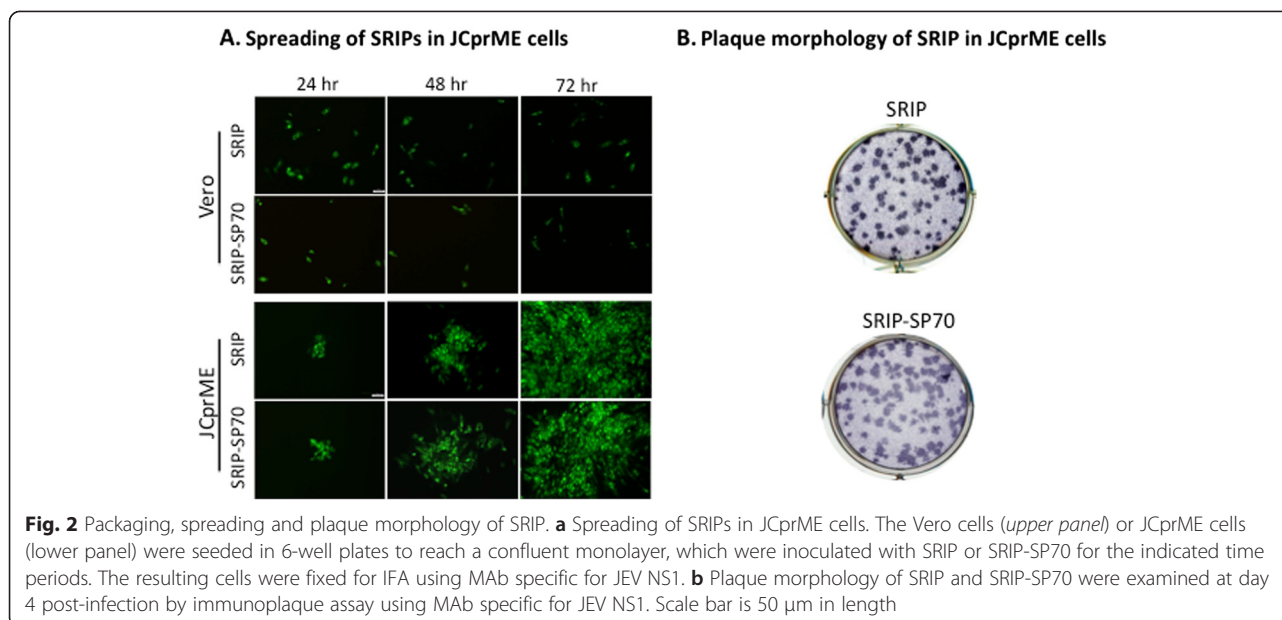 A. Spreading of SRIPs in JCprME cells
24 hr 48 hr 72 hr
Vero
SRIP
SRIP-SP70
JCprME
SRIP
SRIP-SP70
B. Plaque morphology of SRIP in JCprME cells
SRIP
SRIP-SP70
Fig. 2 Packaging, spreading and plaque morphology of SRIP. a Spreading of SRIPs in JCprME cells. The Vero cells (upper panel) or JCprME cells
(lower panel) were seeded in 6-well plates to reach a confluent monolayer, which were inoculated with SRIP or SRIP-SP70 for the indicated time
periods. The resulting cells were fixed for IFA using MAb specific for JEV NS1. b Plaque morphology of SRIP and SRIP-SP70 were examined at day
4 post-infection by immunoplaque assay using MAb specific for JEV NS1. Scale bar is 50 μm in length